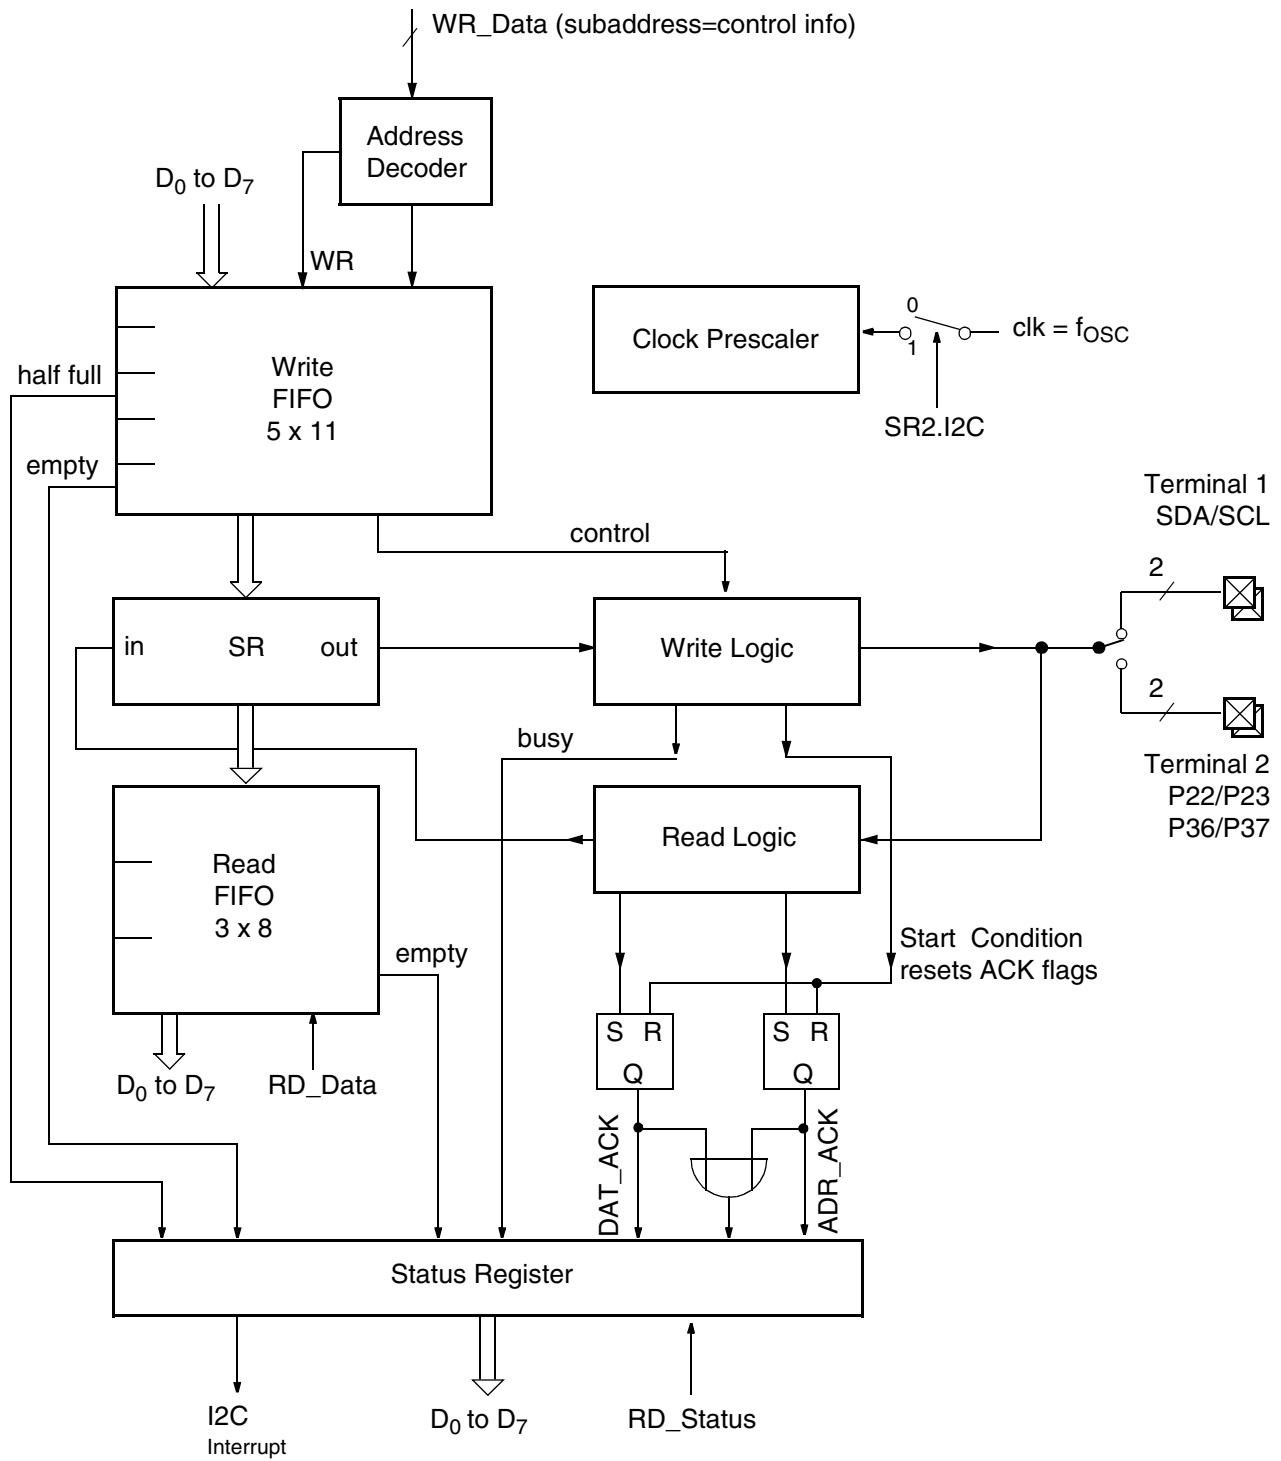 WR_Data (subaddress=control info)
Address
Decoder
D0 to D7
WR
Write
FIFO
5 x 11
half full
empty
Clock Prescaler
0
1
clk = fOSC
SR2.I2C
Terminal 1
SDA/SCL
2
control
in SR out
Write Logic
2
Terminal 2
P22/P23
P36/P37
busy
Read Logic
Read
FIFO
3 x 8
empty
Start Condition
resets ACK flags
S R
Q
S R
Q
D0 to D7
RD_Data
DAT_ACK
ADR_ACK
Status Register
I2C
Interrupt
D0 to D7
RD_Status